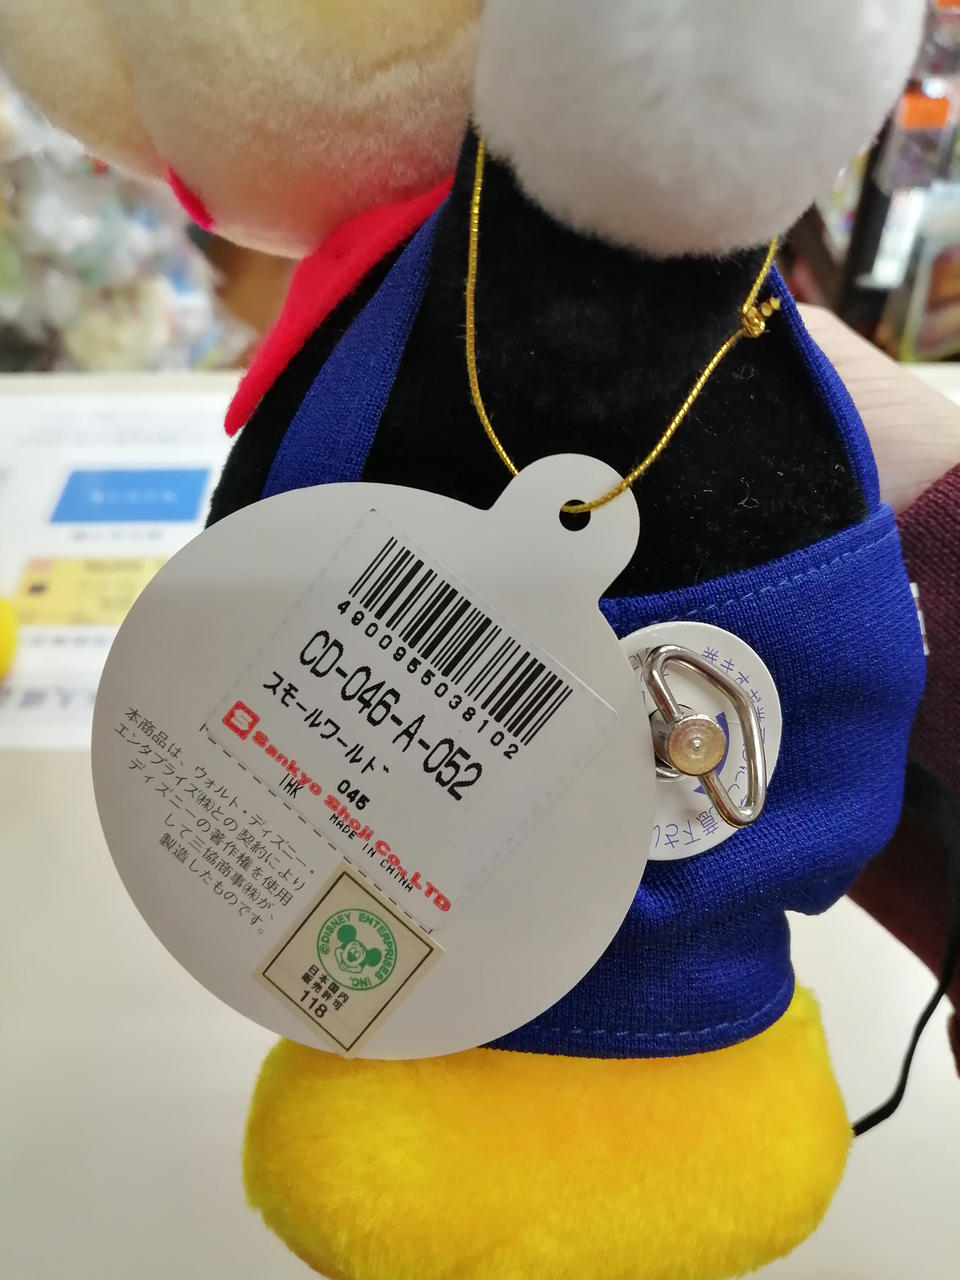 4900955038102
CD-046-A-052
スモールワールド
S Sankyo Shoji Co., LTD
1HK 045
MADE IN CHINA
本商品は、ウォルト・ディズニー・
エンタプライズ(株)との契約により
ディズニーの著作権を使用
して三協商事(株)が、
製造したものです。
©DISNEY ENTERPRISES INC.
日本国内
販売許可
118